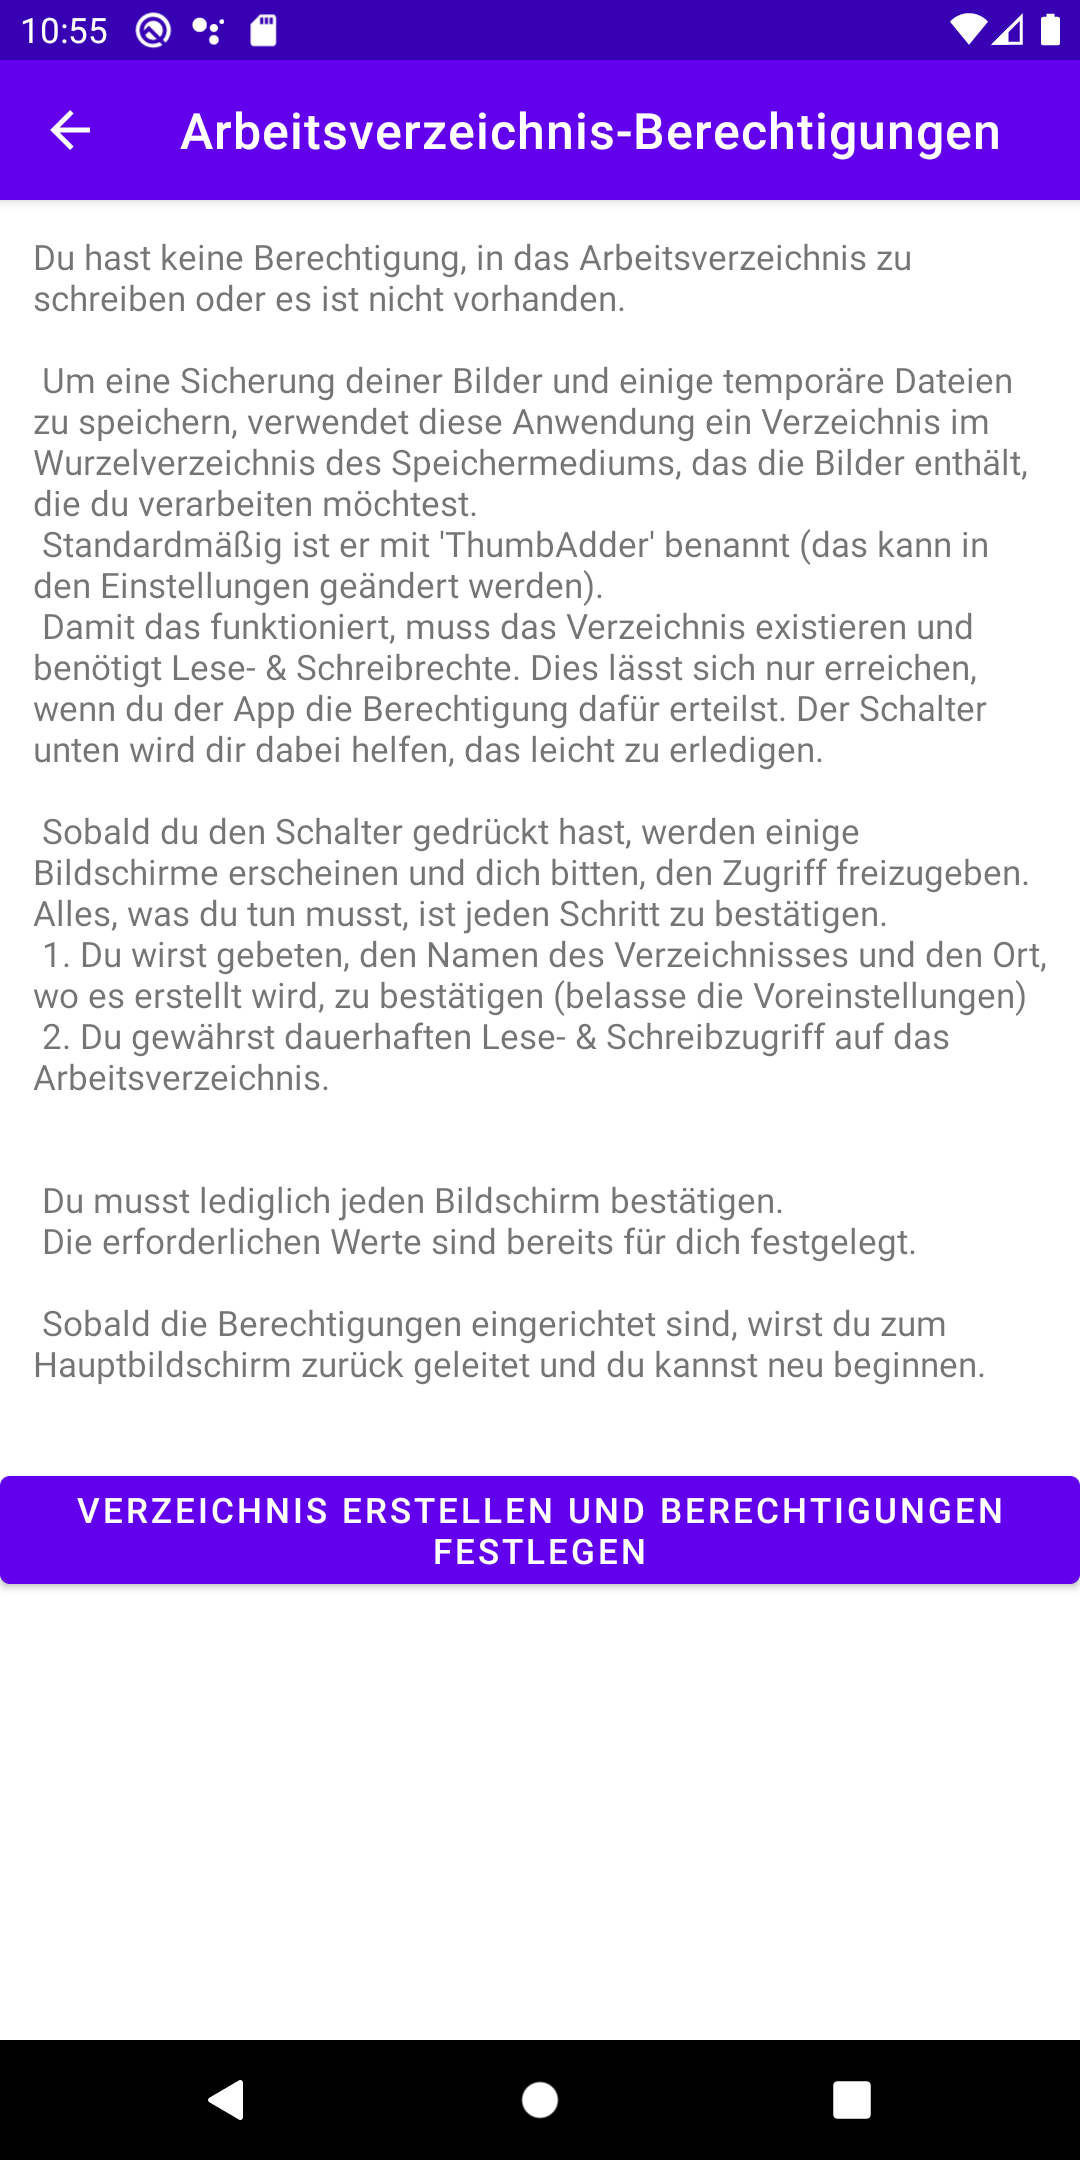 10:55
Arbeitsverzeichnis-Berechtigungen
Du hast keine Berechtigung, in das Arbeitsverzeichnis zu
schreiben oder es ist nicht vorhanden.
Um eine Sicherung deiner Bilder und einige temporäre Dateien
zu speichern, verwendet diese Anwendung ein Verzeichnis im
Wurzelverzeichnis des Speichermediums, das die Bilder enthält,
die du verarbeiten möchtest.
Standardmäßig ist er mit 'ThumbAdder' benannt (das kann in
den Einstellungen geändert werden).
Damit das funktioniert, muss das Verzeichnis existieren und
benötigt Lese- & Schreibrechte. Dies lässt sich nur erreichen,
wenn du der App die Berechtigung dafür erteilst. Der Schalter
unten wird dir dabei helfen, das leicht zu erledigen.
Sobald du den Schalter gedrückt hast, werden einige
Bildschirme erscheinen und dich bitten, den Zugriff freizugeben.
Alles, was du tun musst, ist jeden Schritt zu bestätigen.
1. Du wirst gebeten, den Namen des Verzeichnisses und den Ort,
wo es erstellt wird, zu bestätigen (belasse die Voreinstellungen)
2. Du gewährst dauerhaften Lese- & Schreibzugriff auf das
Arbeitsverzeichnis.
Du musst lediglich jeden Bildschirm bestätigen.
Die erforderlichen Werte sind bereits für dich festgelegt.
Sobald die Berechtigungen eingerichtet sind, wirst du zum
Hauptbildschirm zurück geleitet und du kannst neu beginnen.
VERZEICHNIS ERSTELLEN UND BERECHTIGUNGEN
FESTLEGEN